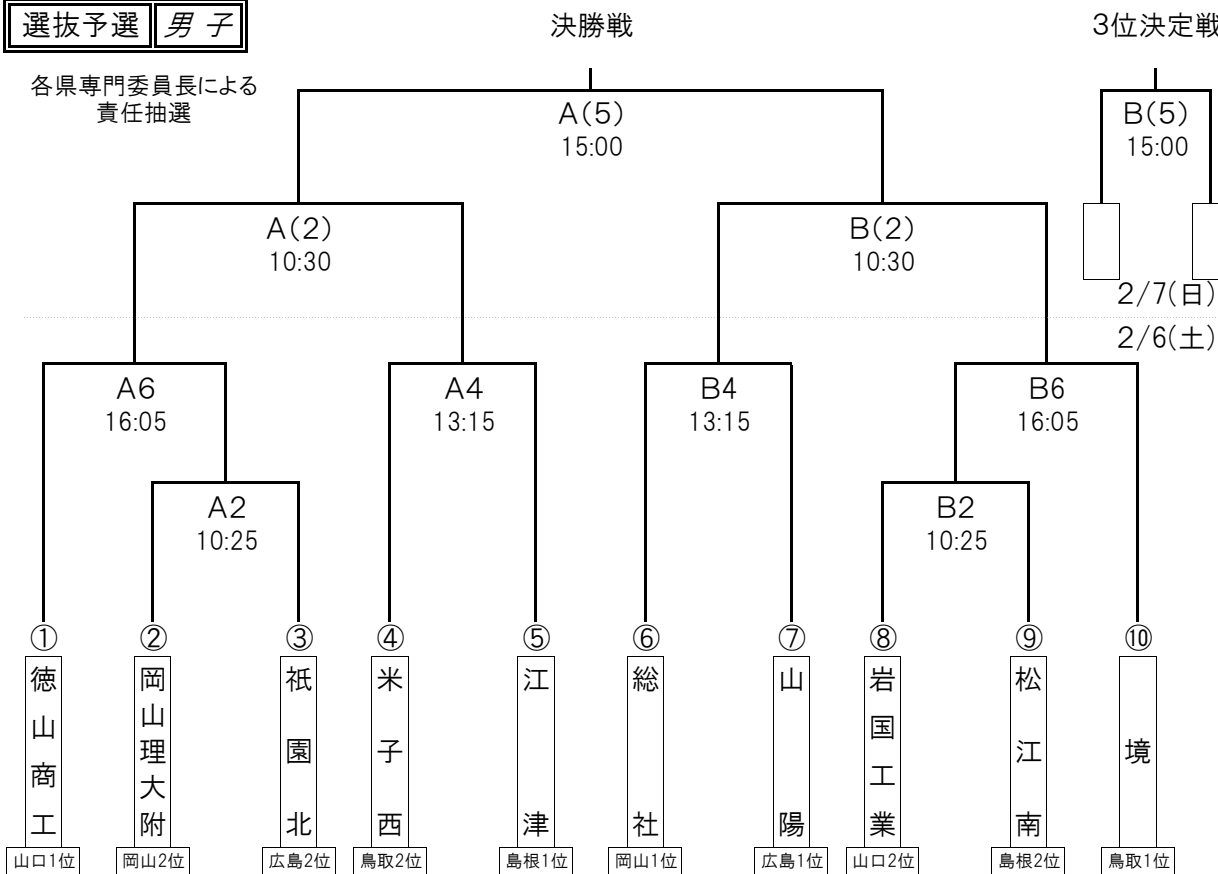 選抜予選 男子
決勝戦
3位決定戦
各県専門委員長による
責任抽選
A(5)
15:00
B(5)
15:00
A(2)
10:30
B(2)
10:30
2/7(日)
2/6(土)
A6
16:05
A4
13:15
B4
13:15
B6
16:05
A2
10:25
B2
10:25
① ② ③ ④ ⑤ ⑥ ⑦ ⑧ ⑨ ⑩
徳山商工
岡山理大附
祇園北
米子西
江津
総社
山陽
岩国工業
松江南
境
山口1位 岡山2位 広島2位 鳥取2位 島根1位 岡山1位 広島1位 山口2位 島根2位 鳥取1位